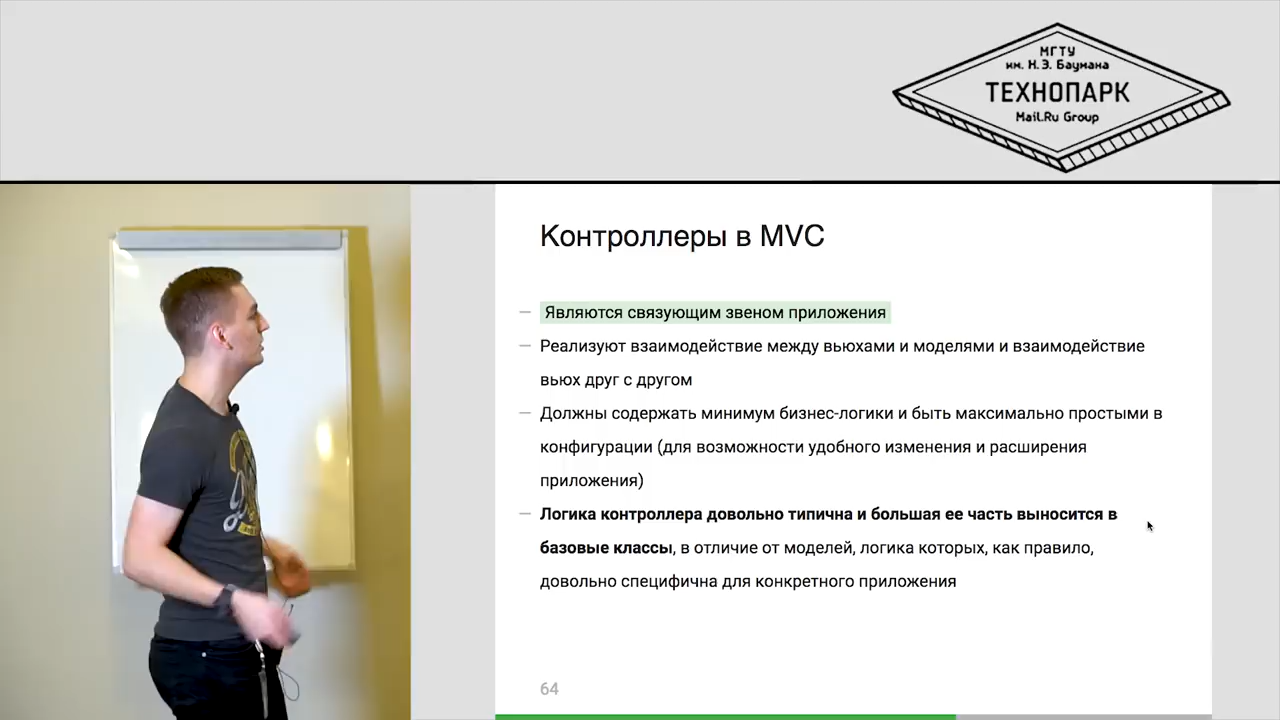 МГТУ
им. Н.Э. Баумана
ТЕХНОПАРК
Mail.Ru Group
Контроллеры в MVC
— Являются связующим звеном приложения
— Реализуют взаимодействие между вьюхами и моделями и взаимодействие
вьюх друг с другом
— Должны содержать минимум бизнес-логики и быть максимально простыми в
конфигурации (для возможности удобного изменения и расширения
приложения)
— Логика контроллера довольно типична и большая ее часть выносится в
базовые классы, в отличие от моделей, логика которых, как правило,
довольно специфична для конкретного приложения
64